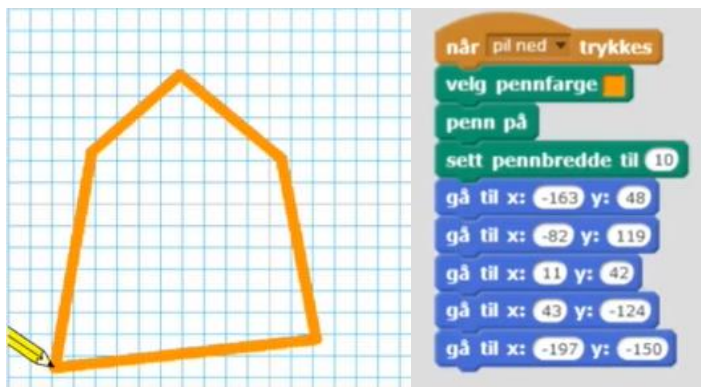 når pil ned trykkes
velg pennfarge
penn på
sett pennbredde til 10
gå til x: -163 y: 48
gå til x: -82 y: 119
gå til x: 11 y: 42
gå til x: 43 y: -124
gå til x: -197 y: -150